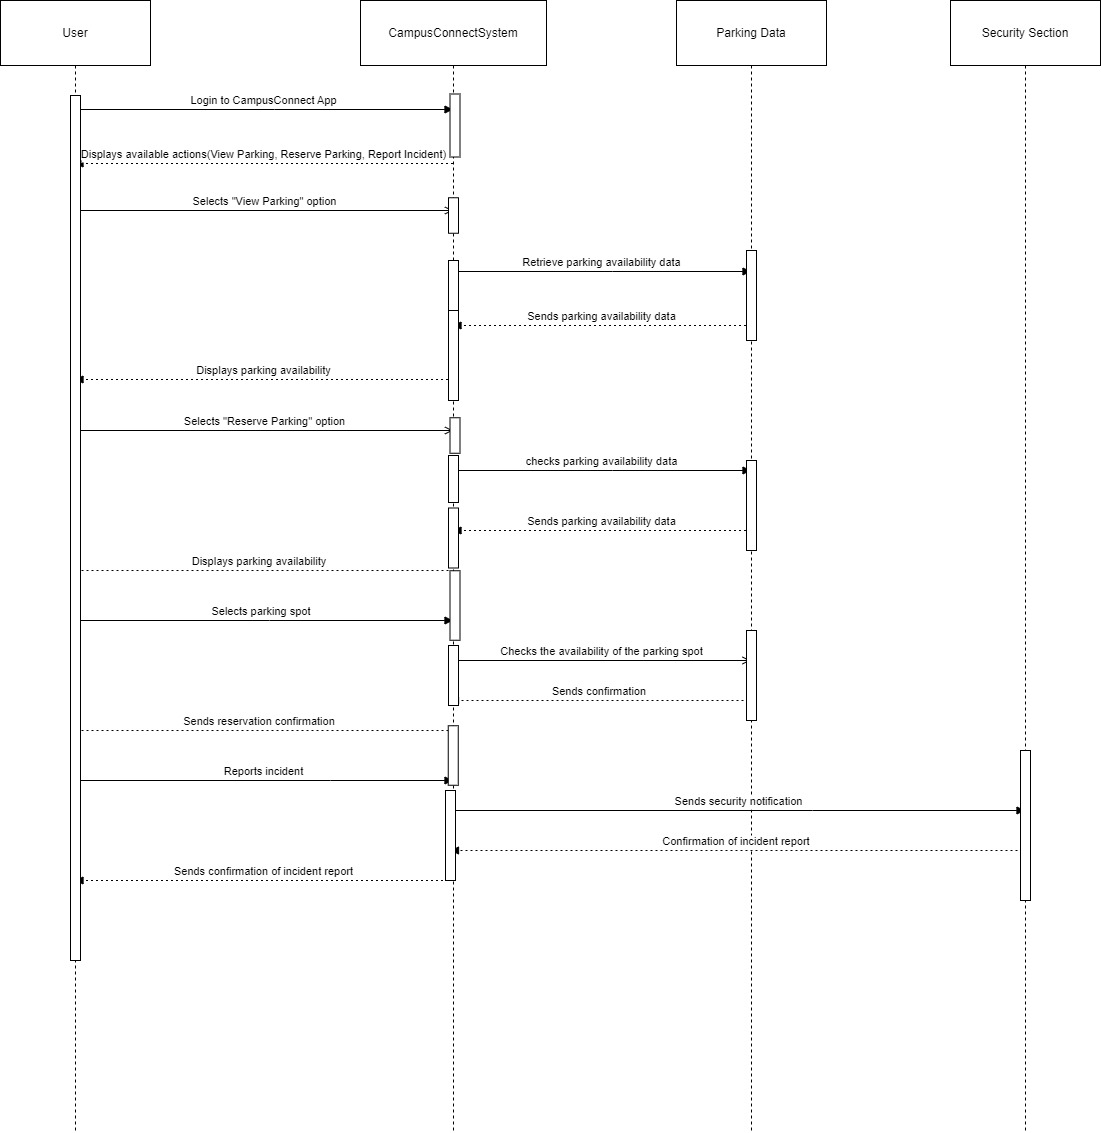 User
CampusConnectSystem
Parking Data
Security Section
Login to CampusConnect App
Displays available actions(View Parking, Reserve Parking, Report Incident)
Selects "View Parking" option
Retrieve parking availability data
Sends parking availability data
Displays parking availability
Selects "Reserve Parking" option
checks parking availability data
Sends parking availability data
Displays parking availability
Selects parking spot
Checks the availability of the parking spot
Sends confirmation
Sends reservation confirmation
Reports incident
Sends security notification
Confirmation of incident report
Sends confirmation of incident report